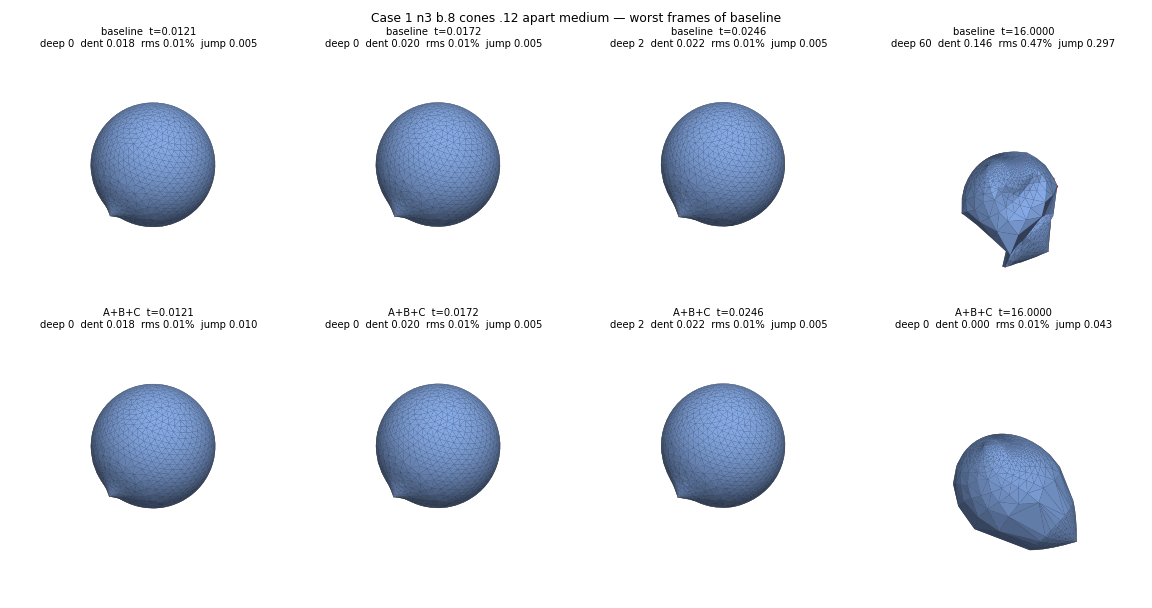 Case 1 n3 b.8 cones .12 apart medium — worst frames of baseline
baseline t=0.0121
deep 0 dent 0.018 rms 0.01% jump 0.005
baseline t=0.0172
deep 0 dent 0.020 rms 0.01% jump 0.005
baseline t=0.0246
deep 2 dent 0.022 rms 0.01% jump 0.005
baseline t=16.0000
deep 60 dent 0.146 rms 0.47% jump 0.297
A+B+C t=0.0121
deep 0 dent 0.018 rms 0.01% jump 0.010
A+B+C t=0.0172
deep 0 dent 0.020 rms 0.01% jump 0.005
A+B+C t=0.0246
deep 2 dent 0.022 rms 0.01% jump 0.005
A+B+C t=16.0000
deep 0 dent 0.000 rms 0.01% jump 0.043